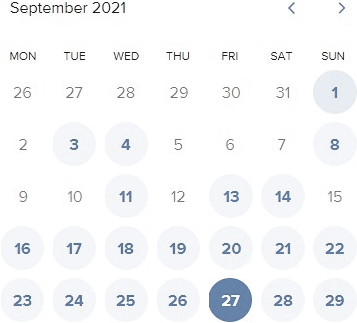 September 2021
MON TUE WED THU FRI SAT SUN
26 27 28 29 30 31 1
2 3 4 5 6 7 8
9 10 11 12 13 14 15
16 17 18 19 20 21 22
23 24 25 26 27 28 29